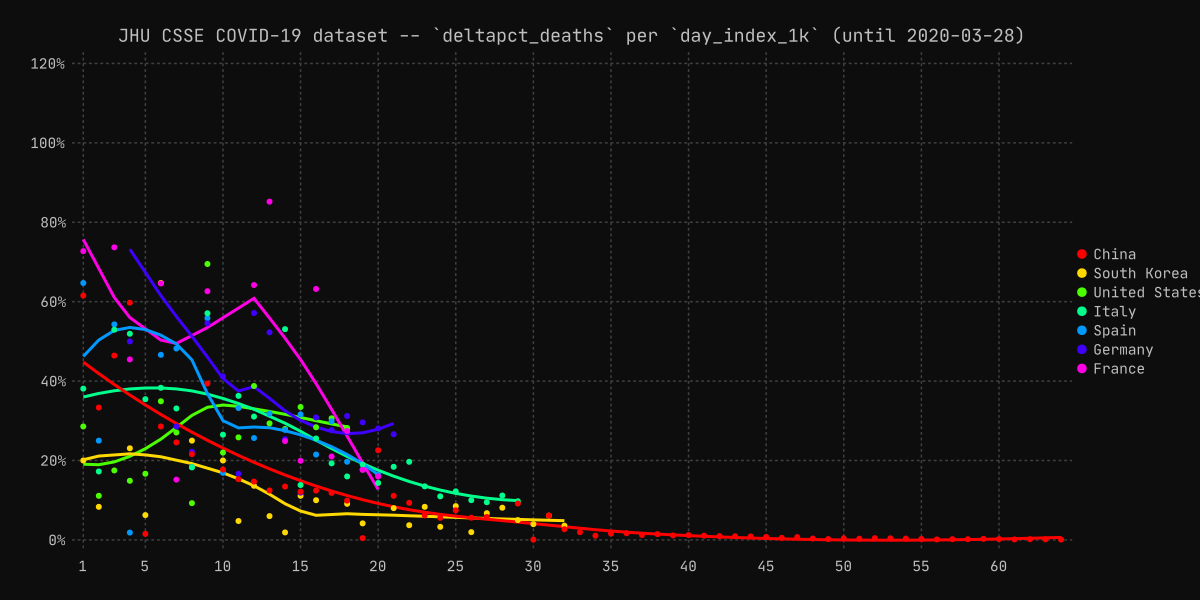 JHU CSSE COVID-19 dataset -- `deltapct_deaths` per `day_index_1k` (until 2020-03-28)
120%
100%
80%
60%
40%
20%
0%
1 5 10 15 20 25 30 35 40 45 50 55 60
China
South Korea
United States
Italy
Spain
Germany
France